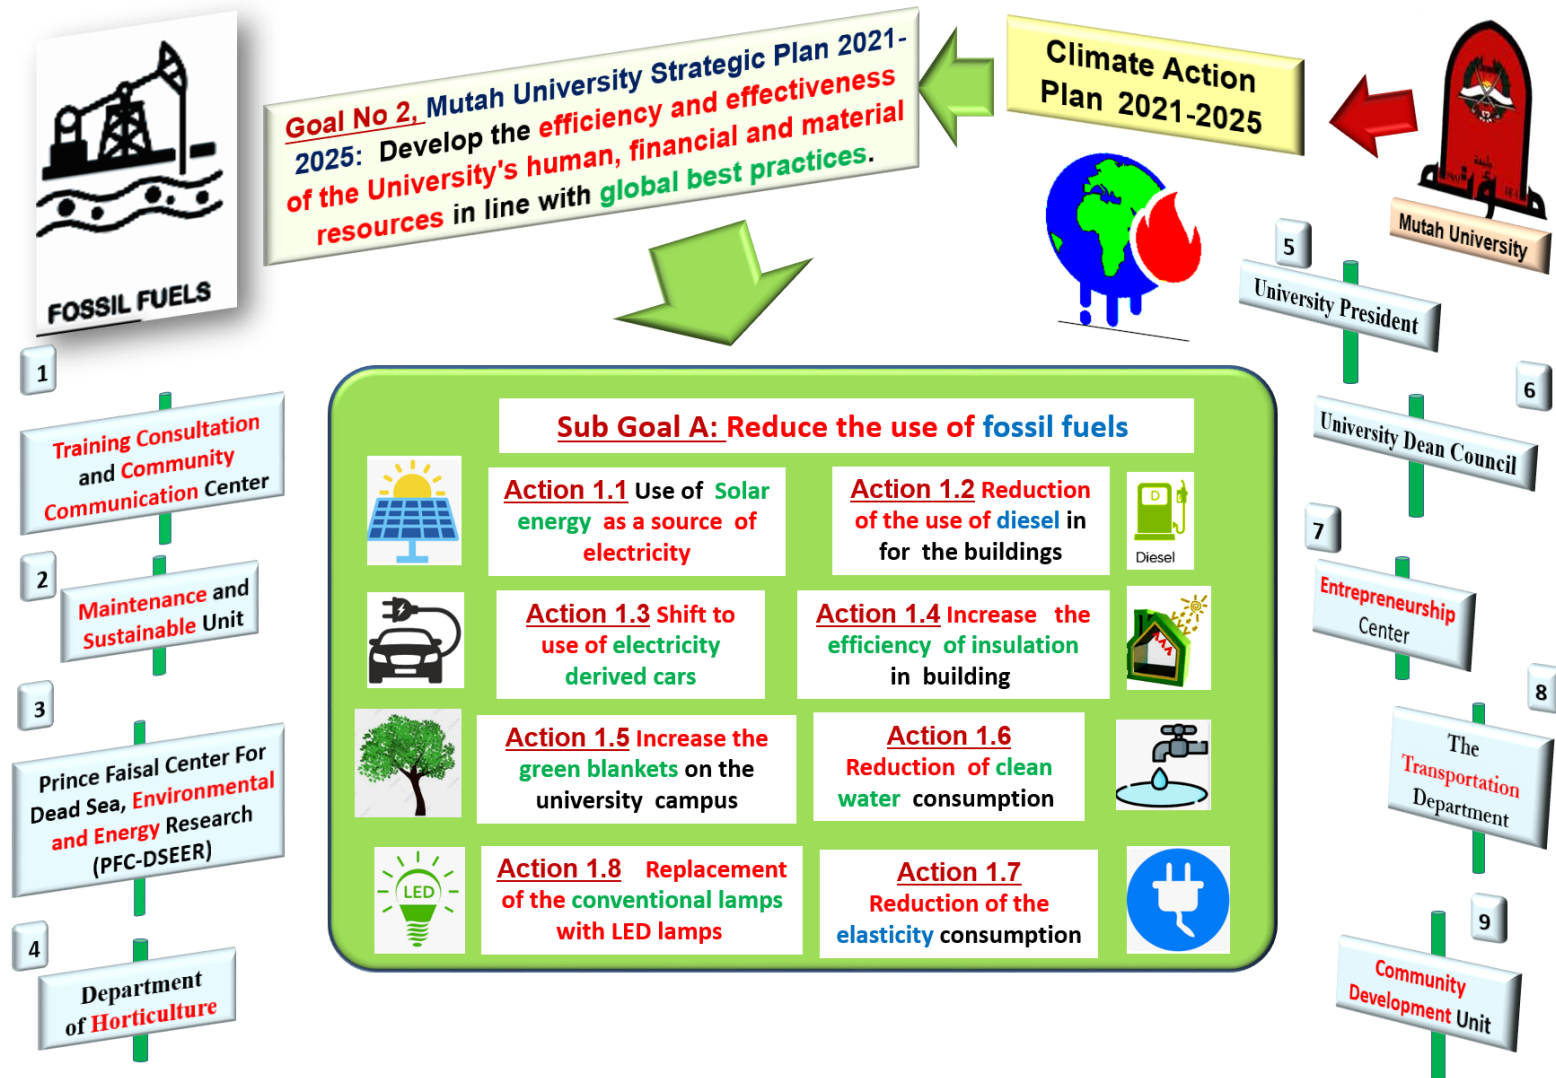 Goal No 2, Mutah University Strategic Plan 2021-
2025: Develop the efficiency and effectiveness
of the University's human, financial and material
resources in line with global best practices.
Climate Action
Plan 2021-2025
Mutah University
FOSSIL FUELS
1
Training Consultation
and Community
Communication Center
2
Maintenance and
Sustainable Unit
3
Prince Faisal Center For
Dead Sea, Environmental
and Energy Research
(PFC-DSEER)
4
Department
of Horticulture
Sub Goal A: Reduce the use of fossil fuels
Action 1.1 Use of Solar
energy as a source of
electricity
Action 1.2 Reduction
of the use of diesel in
for the buildings
D
Diesel
Action 1.3 Shift to
use of electricity
derived cars
Action 1.4 Increase the
efficiency of insulation
in building
Action 1.5 Increase the
green blankets on the
university campus
Action 1.6
Reduction of clean
water consumption
LED
Action 1.8 Replacement
of the conventional lamps
with LED lamps
Action 1.7
Reduction of the
elasticity consumption
5
University President
6
University Dean Council
7
Entrepreneurship
Center
8
The
Transportation
Department
9
Community
Development Unit